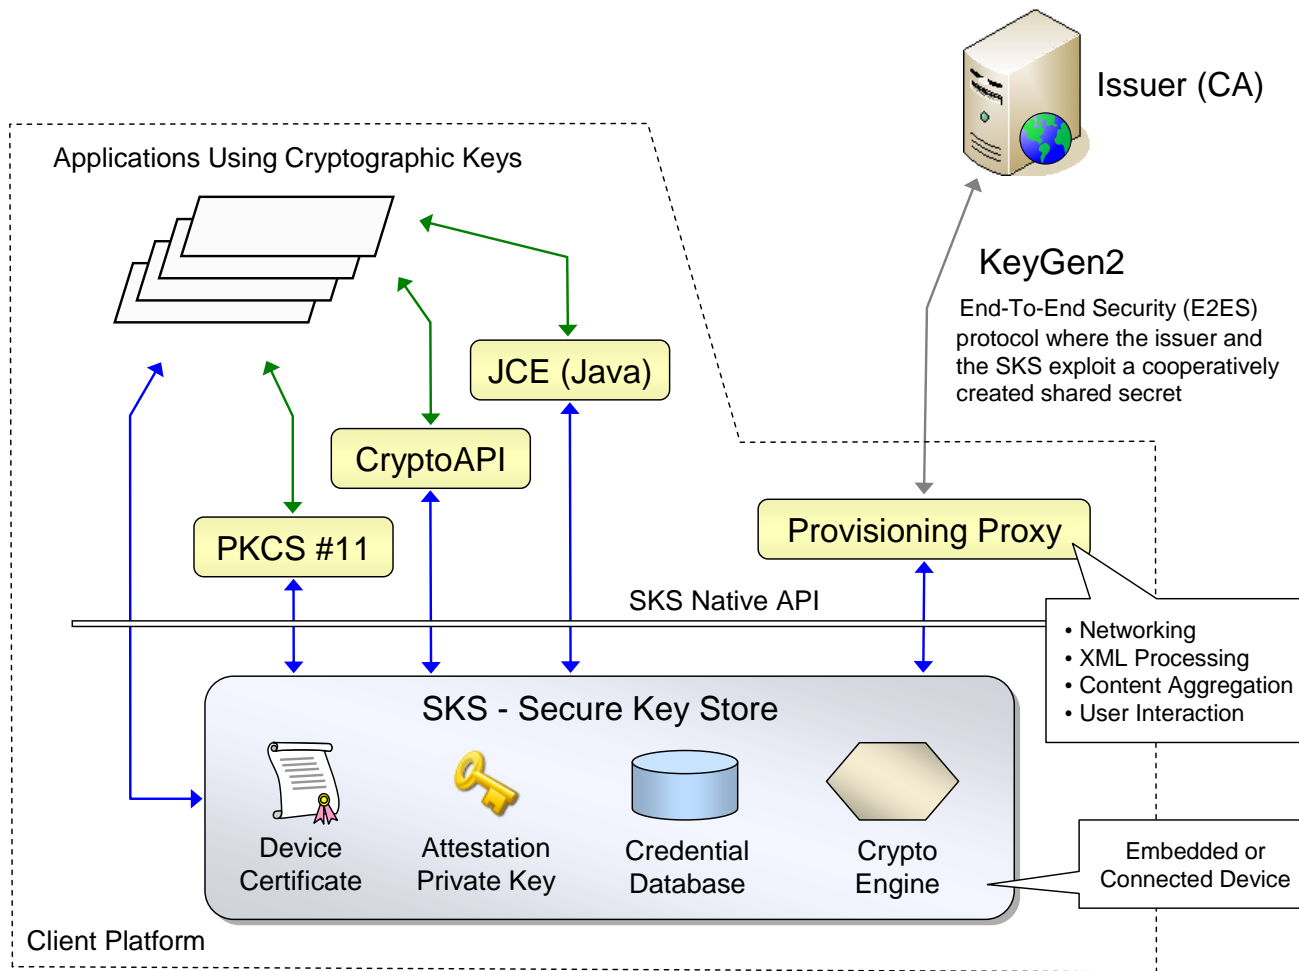 Issuer (CA)
Applications Using Cryptographic Keys
KeyGen2
End-To-End Security (E2ES)
protocol where the issuer and
the SKS exploit a cooperatively
created shared secret
JCE (Java)
CryptoAPI
PKCS #11
Provisioning Proxy
SKS Native API
• Networking
• XML Processing
• Content Aggregation
• User Interaction
SKS - Secure Key Store
Device
Certificate
Attestation
Private Key
Credential
Database
Crypto
Engine
Embedded or
Connected Device
Client Platform